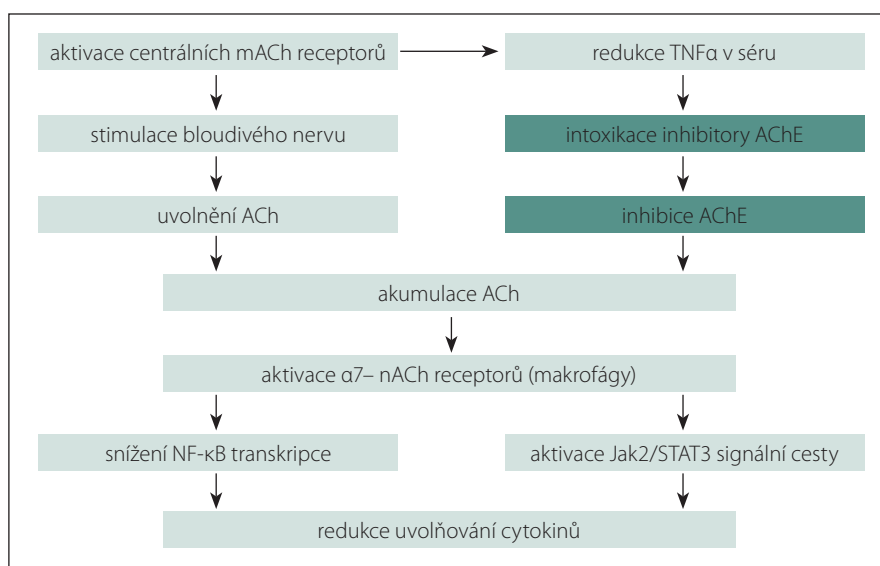 aktivace centrálních mACh receptorů
redukce TNFα v séru
stimulace bloudivého nervu
intoxikace inhibitory AChE
uvolnění ACh
inhibice AChE
akumulace ACh
aktivace α7– nACh receptorů (makrofágy)
snížení NF-κB transkripce
aktivace Jak2/STAT3 signální cesty
redukce uvolňování cytokinů